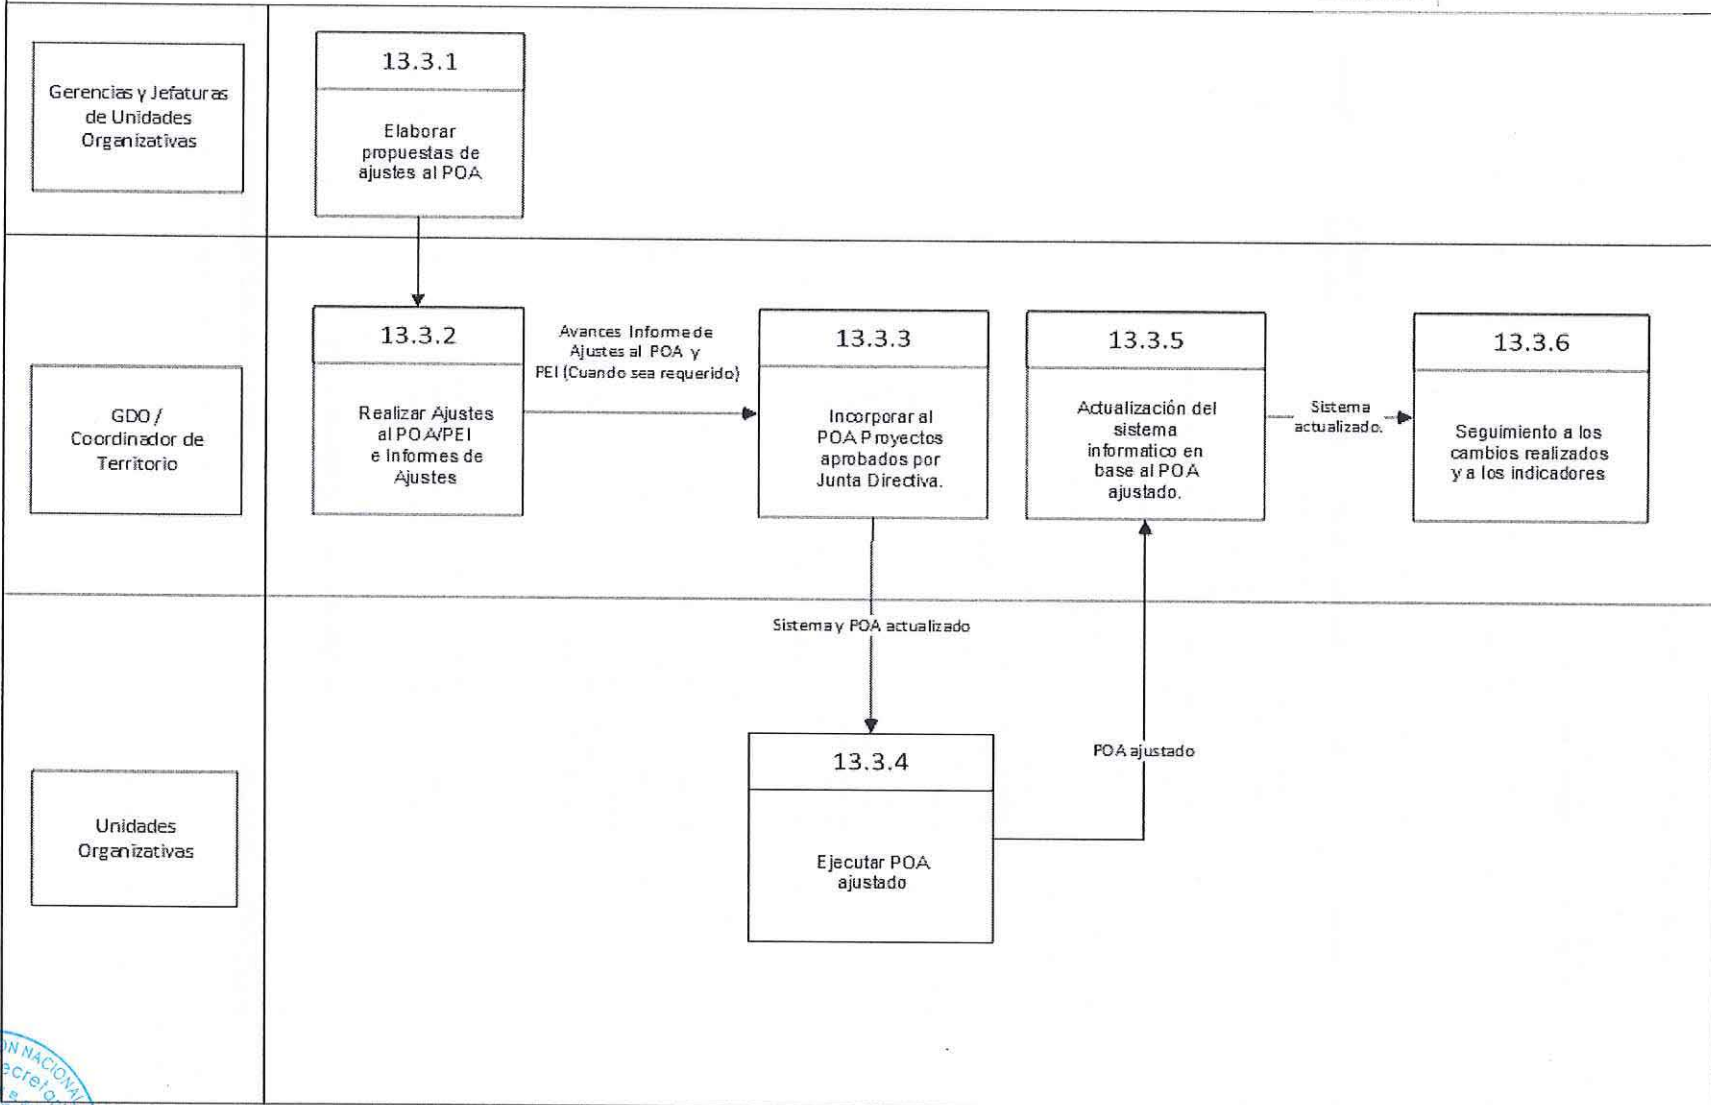 Gerencias y Jefaturas
de Unidades
Organizativas
13.3.1
Elaborar
propuestas de
ajustes al POA
GDO /
Coordinador de
Territorio
13.3.2
Realizar Ajustes
al POA/PEI
e Informes de
Ajustes
Avances Informe de
Ajustes al POA y
PEI (Cuando sea requerido)
13.3.3
Incorporar al
POA Proyectos
aprobados por
Junta Directiva.
13.3.5
Actualización del
sistema
informatico en
base al POA
ajustado.
Sistema
actualizado.
13.3.6
Seguimiento a los
cambios realizados
y a los indicadores
Sistema y POA actualizado
Unidades
Organizativas
13.3.4
Ejecutar POA
ajustado
POA ajustado
NACIONAL